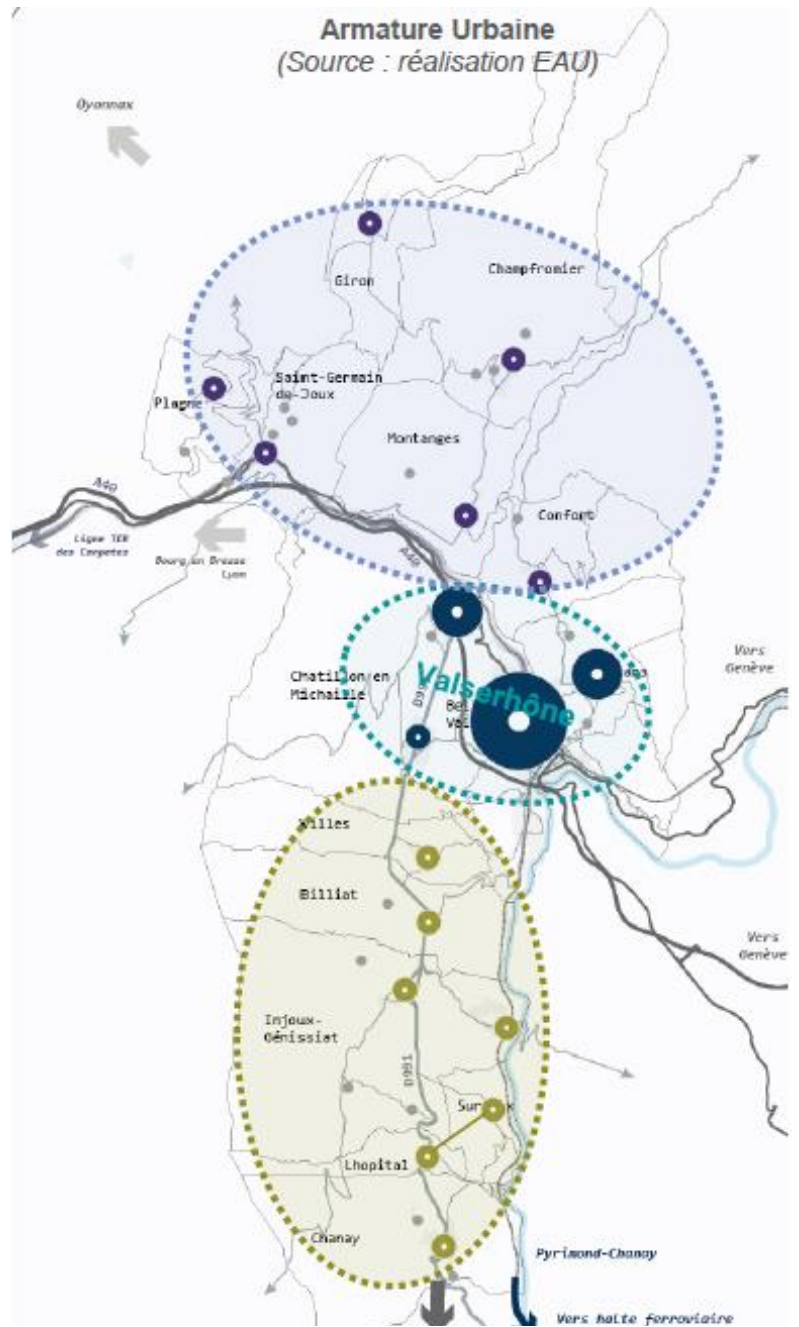 Armature Urbaine
(Source : réalisation EAU)
Oyonnax
Giron
Champfromier
Saint-Germain
de-Joux
Plagne
Montanges
A40
Confort
Ligne TER
des Carpates
Bourg en Bresse
Lyon
A40
Vers
Genève
Chatillon en
Michaille
Valserhône
Villes
Billiat
Vers
Genève
Injoux-
Génissiat
D991
Lhopital
Chanay
Pyrimond-Chanay
Vers halte ferroviaire